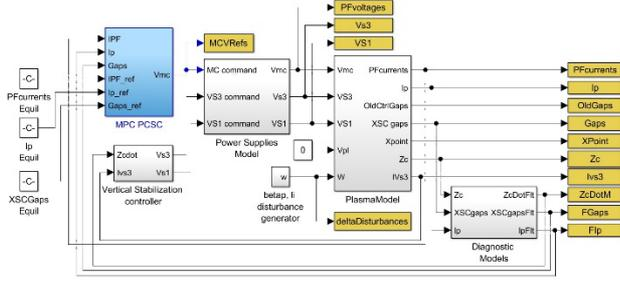 PFvoltages
Vs3
VS1
MCVRefs
-C-
PFcurrents
Equil
-C-
Ip
Equil
-C-
XSCGaps
Equil
IPF
Ip
Gaps
IPF_ref
Ip_ref
Gaps_ref
Vmc
MPC PCSC
Zcdot
Ivs3
Vs3
Vs1
Vertical Stabilization
controller
MC command
VS3 command
VS1 command
Vmc
Vs3
VS1
Power Supplies
Model
0
w
betap, li
disturbance
generator
Vmc
VS3
VS1
Vpl
W
PFcurrents
Ip
OldCtrlGaps
XSC gaps
Xpoint
Zc
IVs3
PlasmaModel
deltaDisturbances
Zc
XSCgaps
Ip
ZcDotFlt
XSCgapsFlt
IpFlt
Diagnostic
Models
PFcurrents
Ip
OldGaps
Gaps
XPoint
Zc
Ivs3
ZcDotM
FGaps
FIp